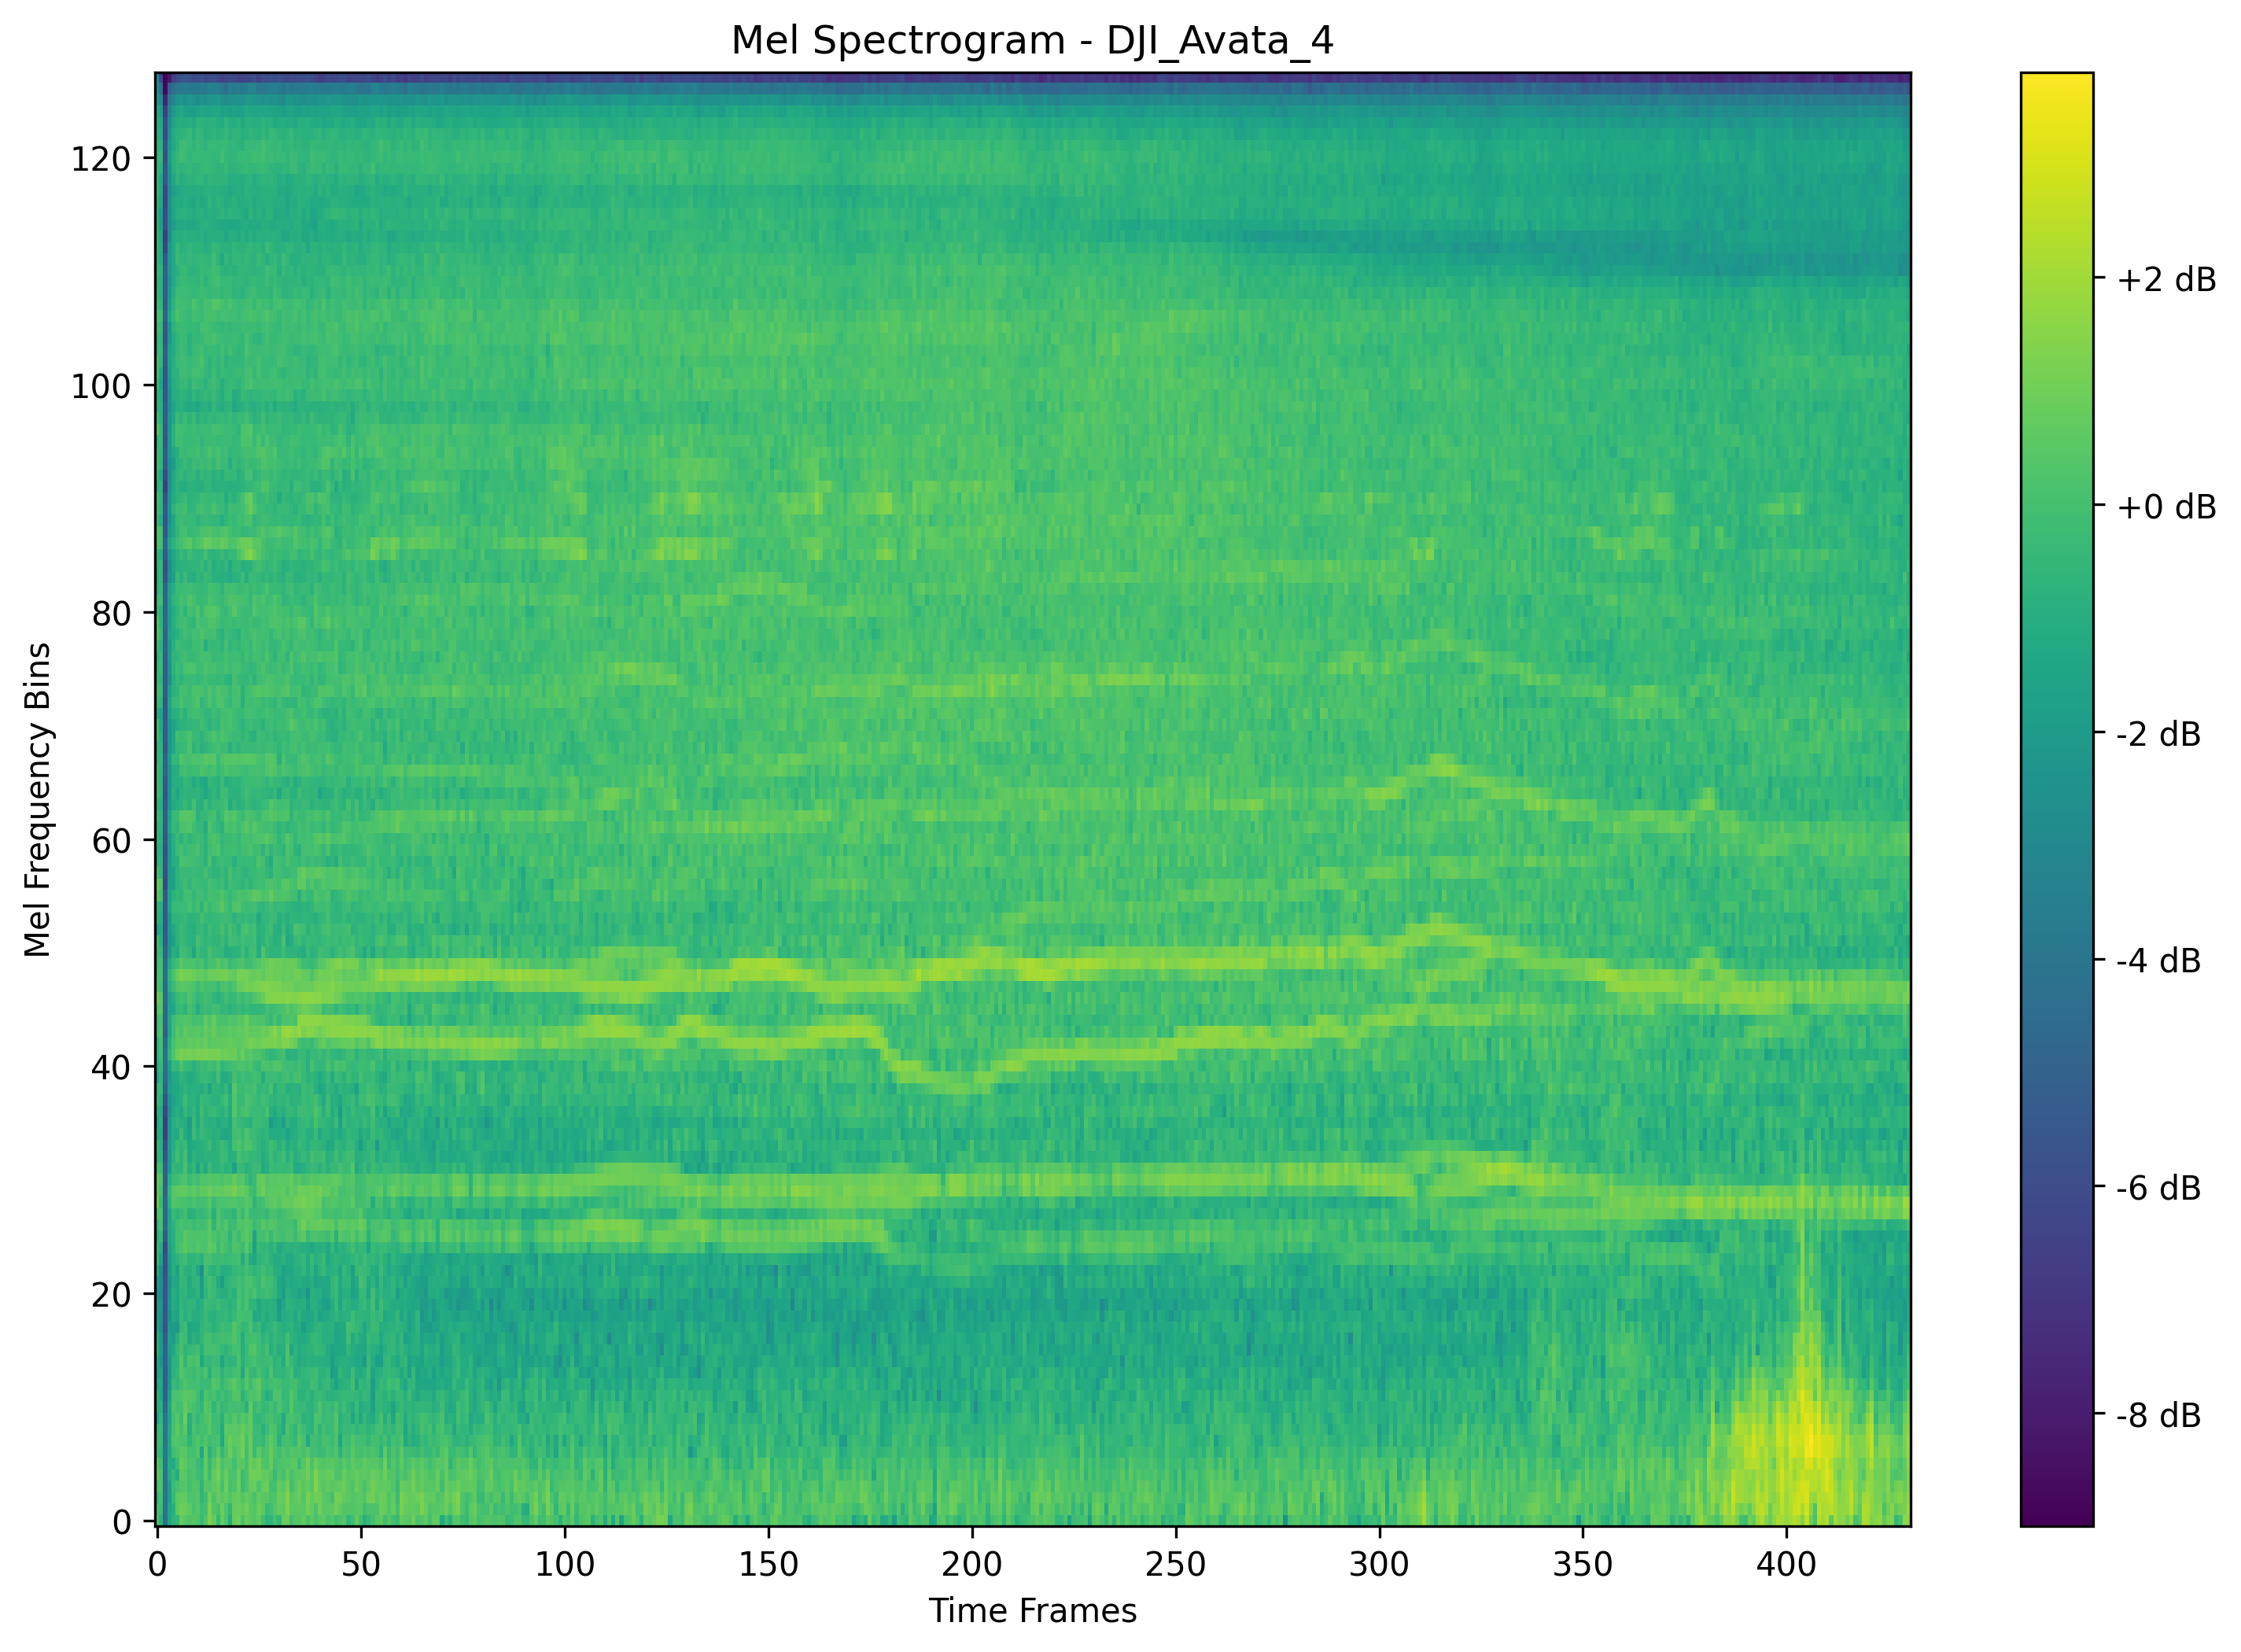 Mel Spectrogram - DJI_Avata_4
Mel Frequency Bins
120
100
80
60
40
20
0
0 50 100 150 200 250 300 350 400
Time Frames
+2 dB
+0 dB
-2 dB
-4 dB
-6 dB
-8 dB